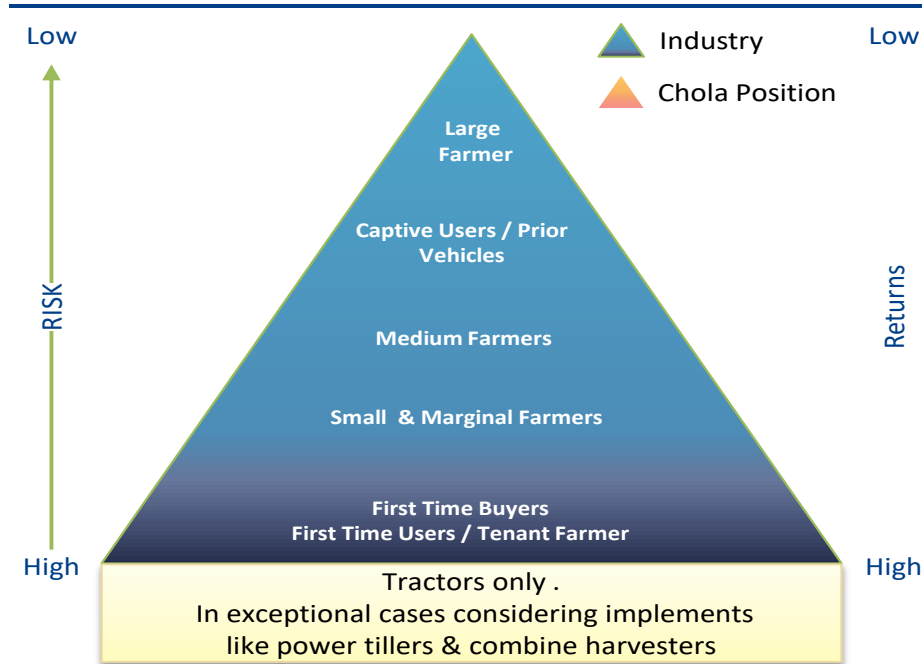 Low
Industry
Low
Chola Position
Large
Farmer
Captive Users / Prior
Vehicles
RISK
Returns
Medium Farmers
Small & Marginal Farmers
First Time Buyers
First Time Users / Tenant Farmer
High
High
Tractors only .
In exceptional cases considering implements
like power tillers & combine harvesters